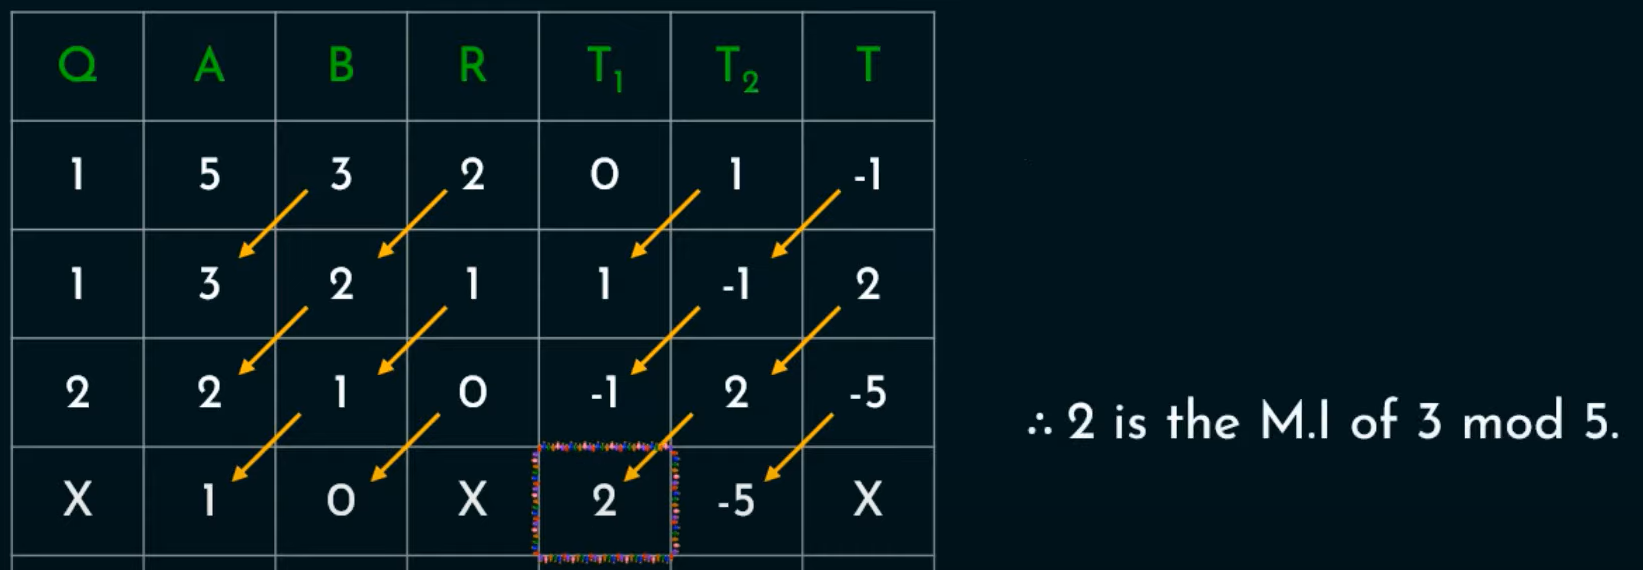 Q A B R T₁ T₂ T
1 5 3 2 0 1 -1
1 3 2 1 1 -1 2
2 2 1 0 -1 2 -5
X 1 0 X 2 -5 X
∴ 2 is the M.I of 3 mod 5.